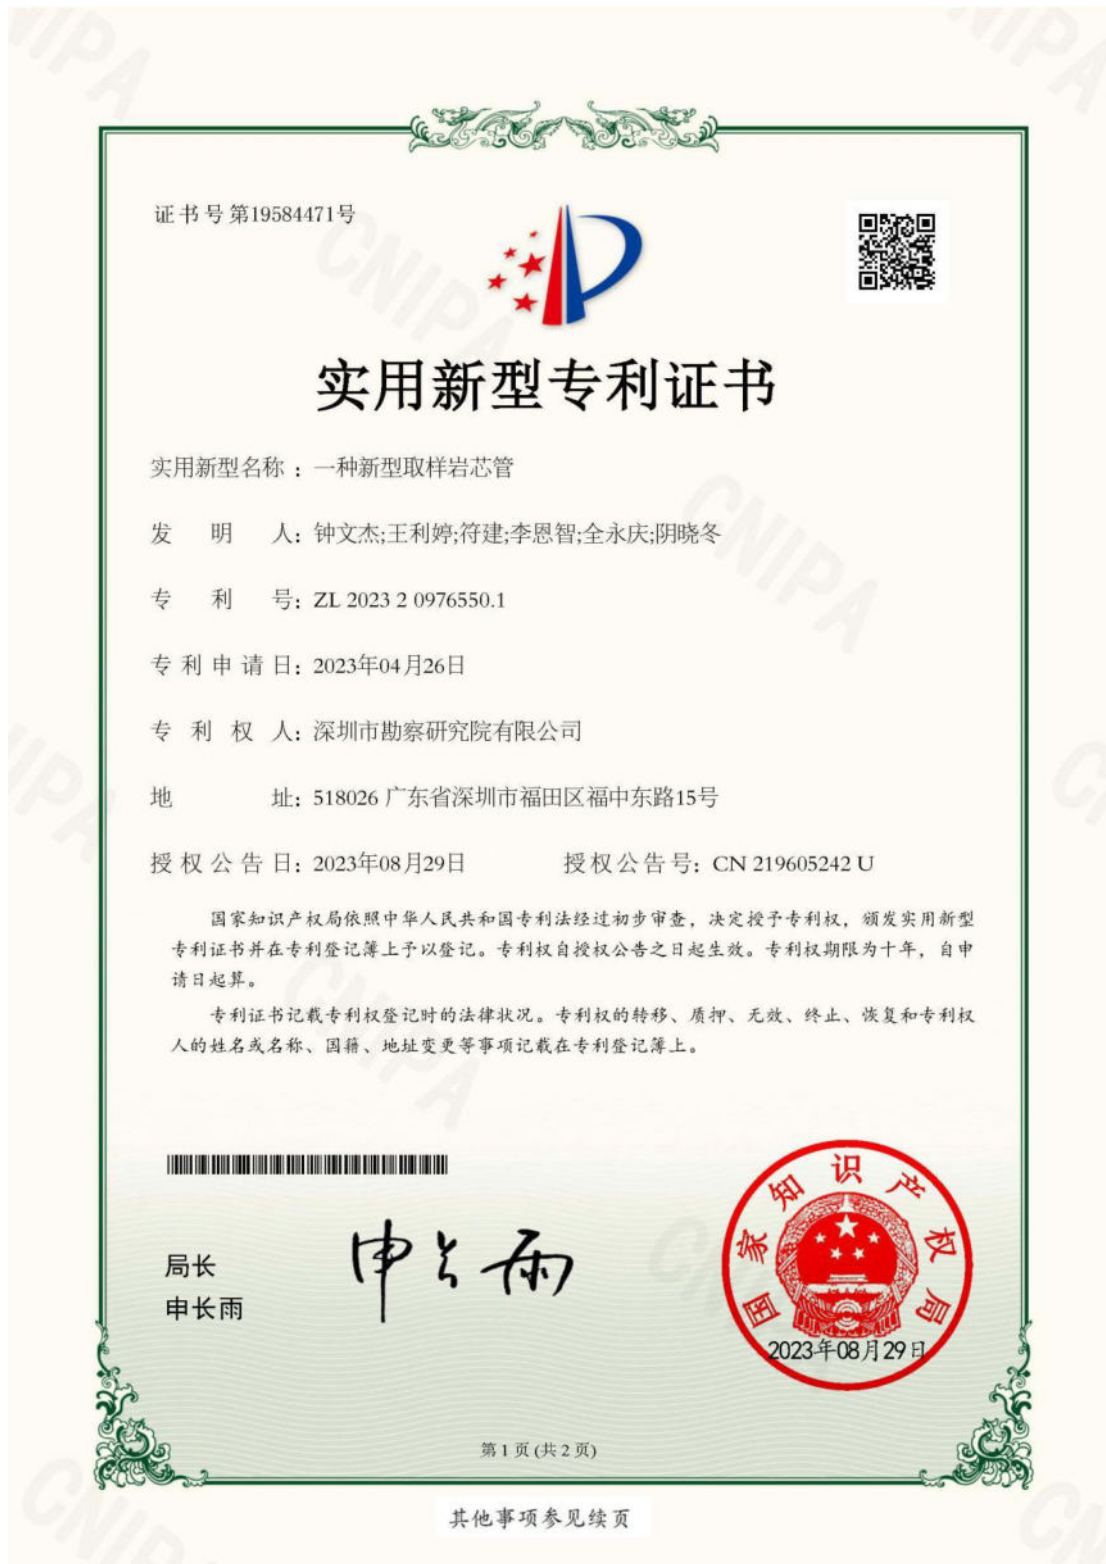 证书号第19584471号
实用新型专利证书
实用新型名称：一种新型取样岩芯管
发明人：钟文杰;王利婷;符建;李恩智;全永庆;阴晓冬
专利号：ZL 2023 2 0976550.1
专利申请日：2023年04月26日
专利权人：深圳市勘察研究院有限公司
地址：518026 广东省深圳市福田区福中东路15号
授权公告日：2023年08月29日 授权公告号：CN 219605242 U
国家知识产权局依照中华人民共和国专利法经过初步审查，决定授予专利权，颁发实用新型
专利证书并在专利登记簿上予以登记。专利权自授权公告之日起生效。专利权期限为十年，自申
请日起算。
专利证书记载专利权登记时的法律状况。专利权的转移、质押、无效、终止、恢复和专利权
人的姓名或名称、国籍、地址变更等事项记载在专利登记簿上。
局长
申长雨
申长雨
国家知识产权局
2023年08月29日
第 1 页 (共 2 页)
其他事项参见续页
CNIPA
CNIPA
CNIPA
CNIPA